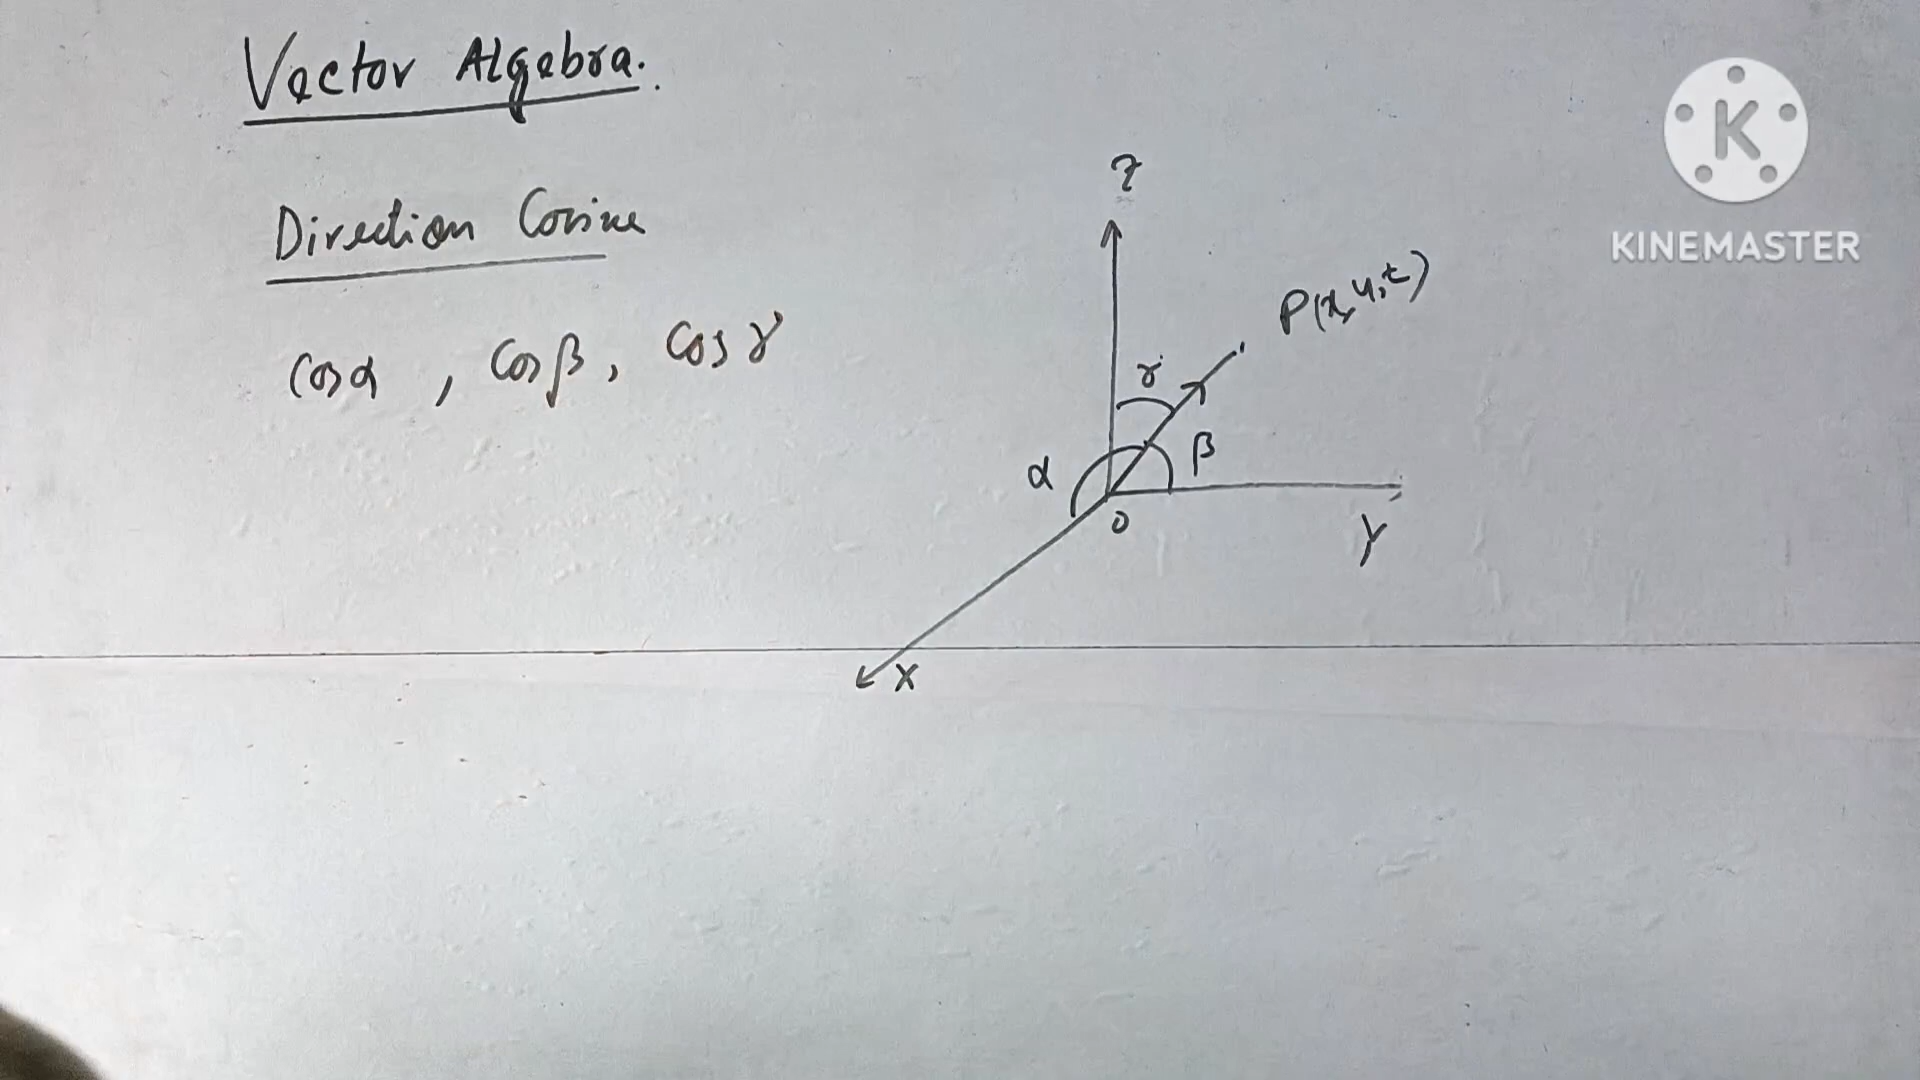 Vector Algebra.
Direction Cosine
Cosα , Cosβ, Cosγ
Z
P(x,y,z)
γ
α
β
O
Y
X
K
KINEMASTER